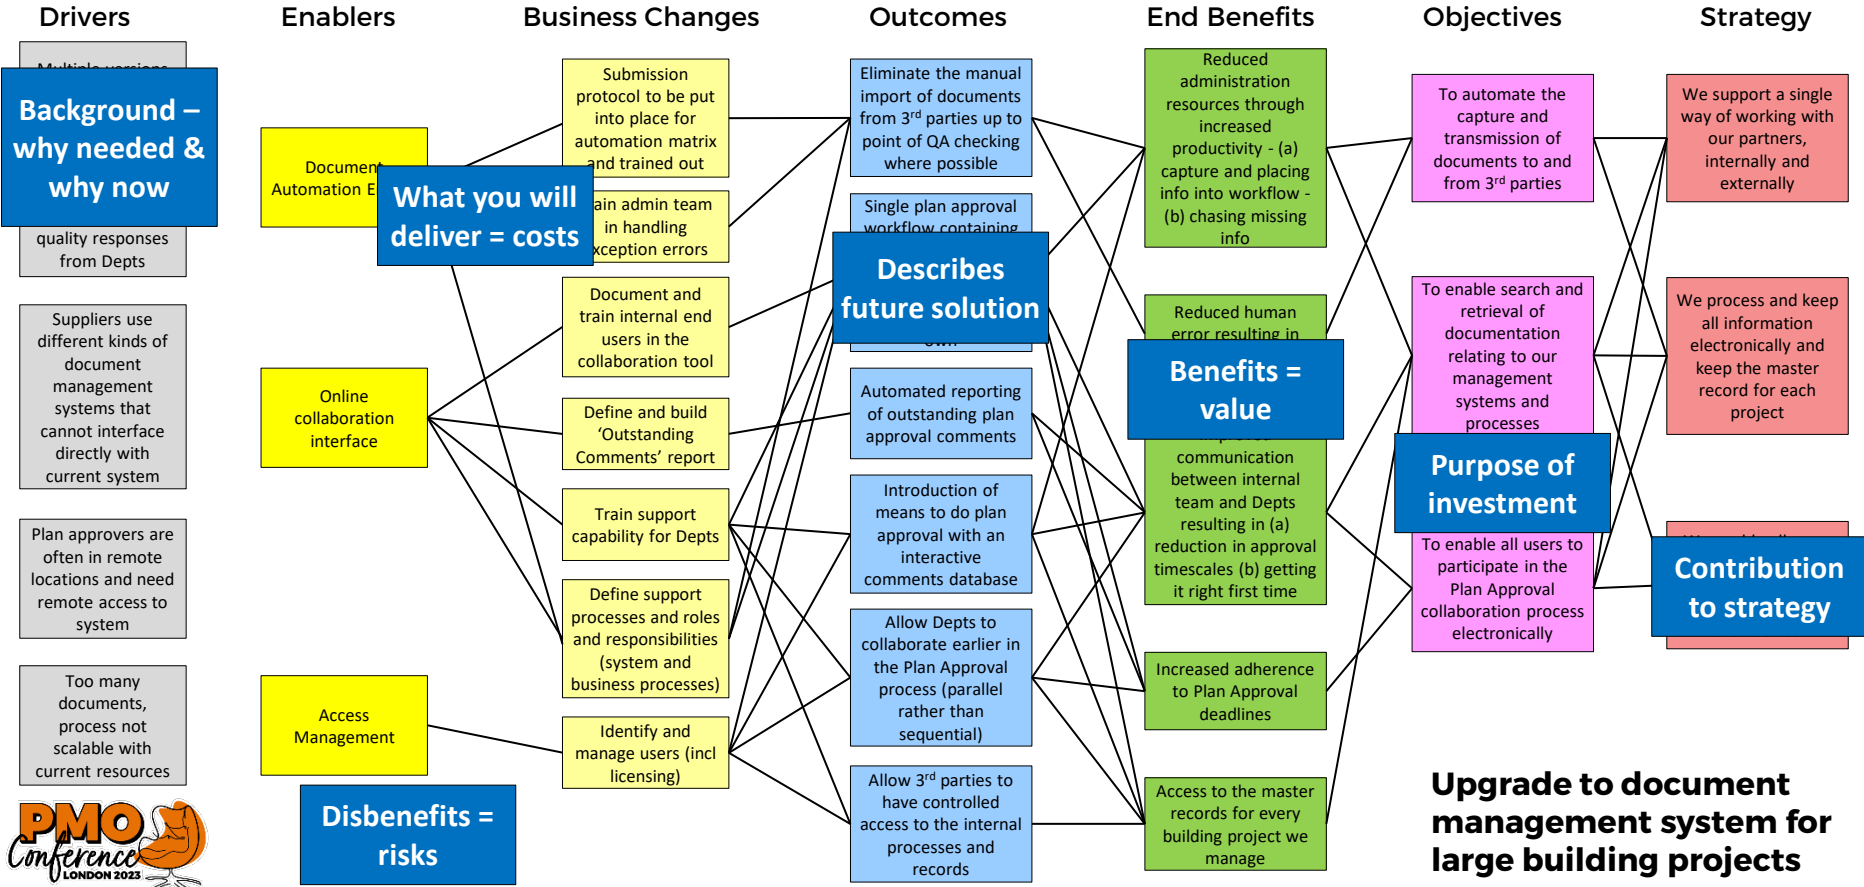 Drivers
Enablers
Business Changes
Outcomes
End Benefits
Objectives
Strategy
Multiple versions
Background –
why needed &
why now
quality responses
from Depts
Suppliers use
different kinds of
document
management
systems that
cannot interface
directly with
current system
Plan approvers are
often in remote
locations and need
remote access to
system
Too many
documents,
process not
scalable with
current resources
PMO
Conference
LONDON 2023
Document
Automation E
What you will
deliver = costs
Online
collaboration
interface
Access
Management
Disbenefits =
risks
Submission
protocol to be put
into place for
automation matrix
and trained out
ain admin team
in handling
xception errors
Document and
train internal end
users in the
collaboration tool
Define and build
‘Outstanding
Comments’ report
Train support
capability for Depts
Define support
processes and roles
and responsibilities
(system and
business processes)
Identify and
manage users (incl
licensing)
Eliminate the manual
import of documents
from 3rd parties up to
point of QA checking
where possible
Single plan approval
workflow containing
Describes
future solution
own
Automated reporting
of outstanding plan
approval comments
Introduction of
means to do plan
approval with an
interactive
comments database
Allow Depts to
collaborate earlier in
the Plan Approval
process (parallel
rather than
sequential)
Allow 3rd parties to
have controlled
access to the internal
processes and
records
Reduced
administration
resources through
increased
productivity - (a)
capture and placing
info into workflow -
(b) chasing missing
info
Reduced human
error resulting in
Benefits =
value
improved
communication
between internal
team and Depts
resulting in (a)
reduction in approval
timescales (b) getting
it right first time
Increased adherence
to Plan Approval
deadlines
Access to the master
records for every
building project we
manage
To automate the
capture and
transmission of
documents to and
from 3rd parties
To enable search and
retrieval of
documentation
relating to our
management
systems and
processes
Purpose of
investment
To enable all users to
participate in the
Plan Approval
collaboration process
electronically
We support a single
way of working with
our partners,
internally and
externally
We process and keep
all information
electronically and
keep the master
record for each
project
Contribution
to strategy
Upgrade to document
management system for
large building projects